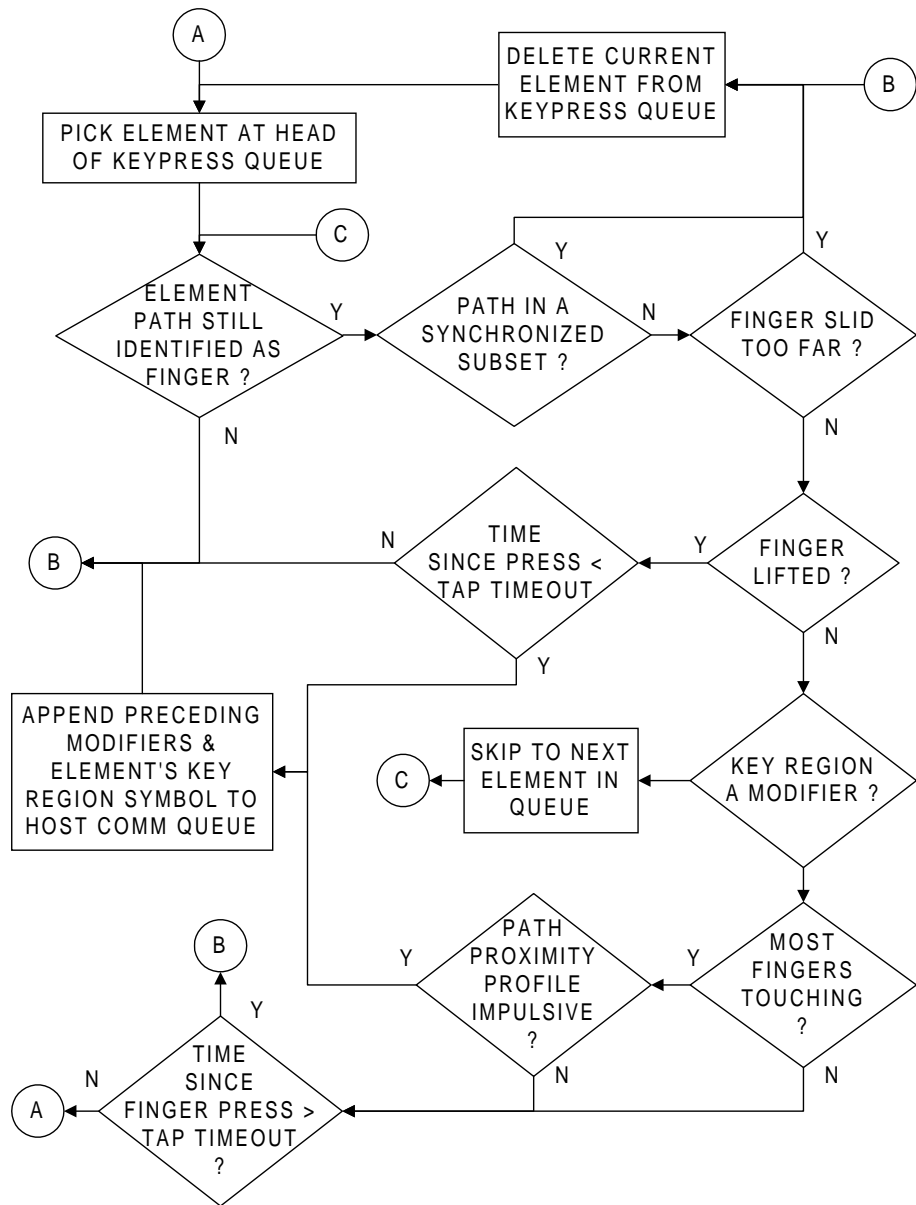 A
DELETE CURRENT
ELEMENT FROM
KEYPRESS QUEUE
B
PICK ELEMENT AT HEAD
OF KEYPRESS QUEUE
C
ELEMENT
PATH STILL
IDENTIFIED AS
FINGER ?
Y
N
PATH IN A
SYNCHRONIZED
SUBSET ?
Y
N
FINGER SLID
TOO FAR ?
Y
N
B
TIME
SINCE PRESS <
TAP TIMEOUT
N
Y
FINGER
LIFTED ?
Y
N
APPEND PRECEDING
MODIFIERS &
ELEMENT'S KEY
REGION SYMBOL TO
HOST COMM QUEUE
C
SKIP TO NEXT
ELEMENT IN
QUEUE
KEY REGION
A MODIFIER ?
B
PATH
PROXIMITY
PROFILE
IMPULSIVE
?
Y
N
MOST
FINGERS
TOUCHING
?
Y
N
A
TIME
SINCE
FINGER PRESS >
TAP TIMEOUT
?
Y
N